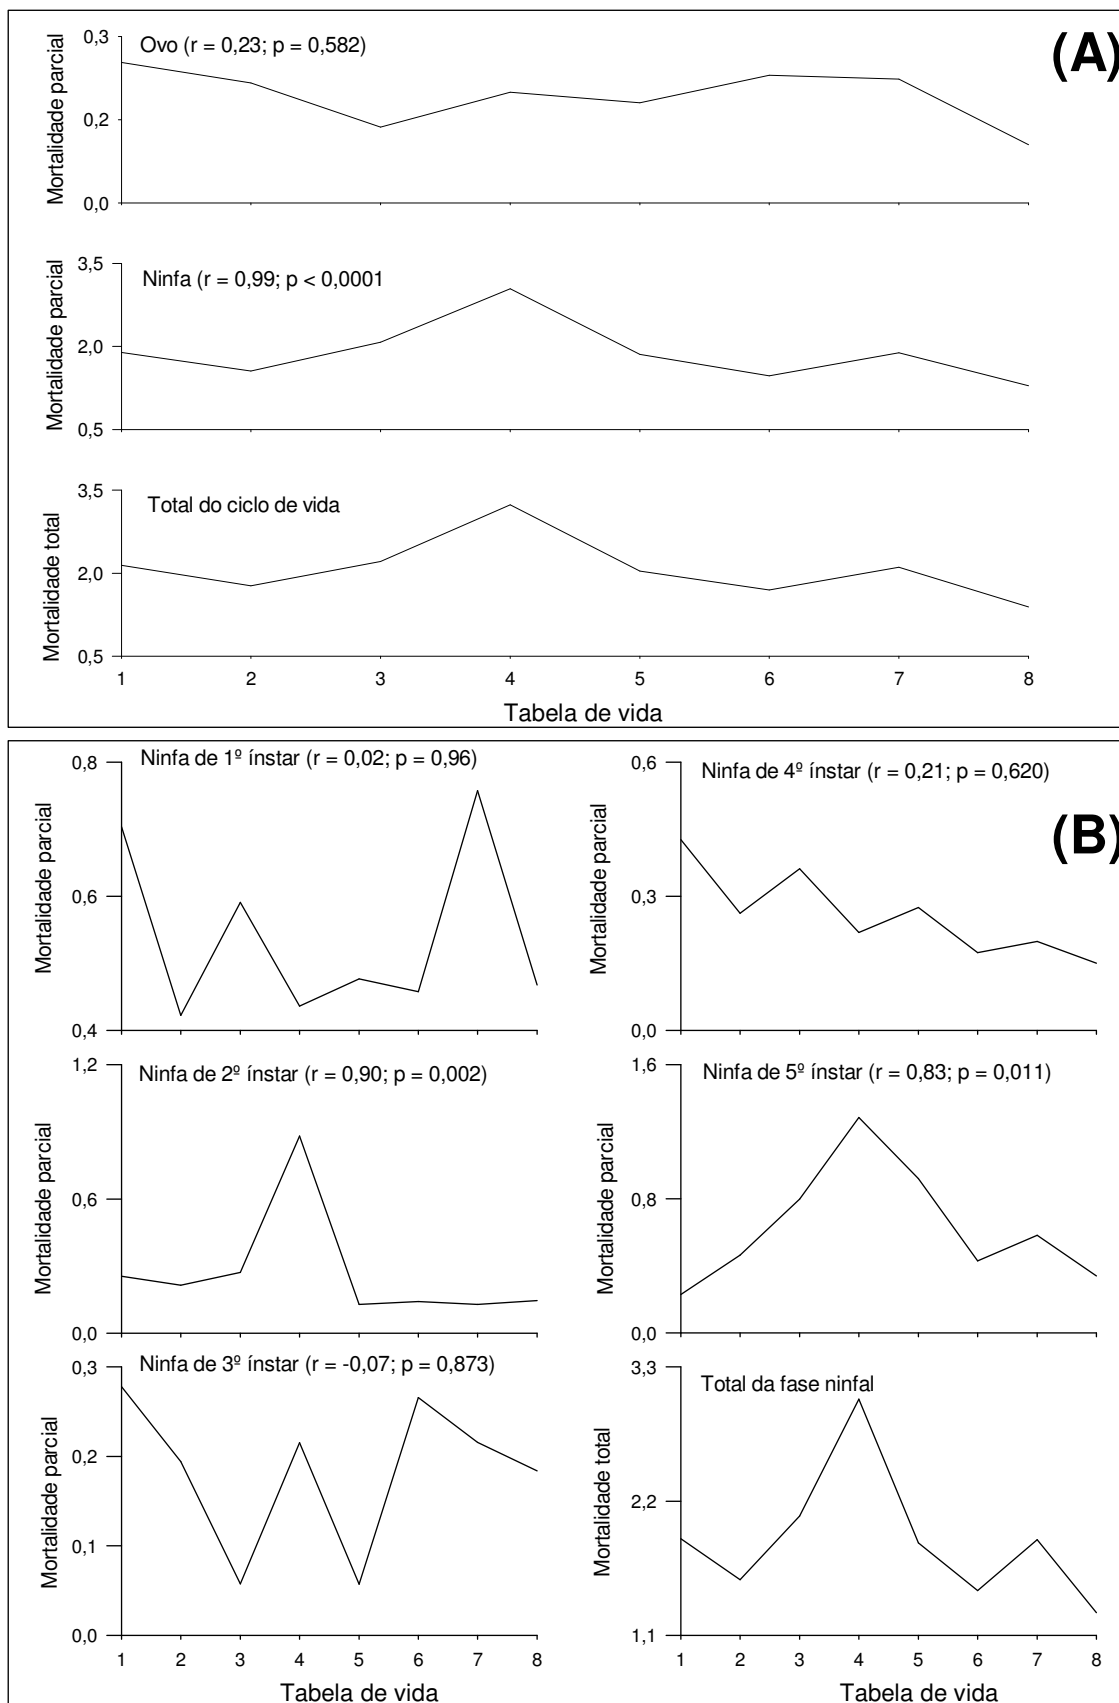 (A)
Ovo (r = 0,23; p = 0,582)
Mortalidade parcial
0,3
0,2
0,0
Ninfa (r = 0,99; p < 0,0001
Mortalidade parcial
3,5
2,0
0,5
Total do ciclo de vida
Mortalidade total
3,5
2,0
0,5
1 2 3 4 5 6 7 8
Tabela de vida
(B)
Ninfa de 1º ínstar (r = 0,02; p = 0,96)
Mortalidade parcial
0,8
0,6
0,4
Ninfa de 2º ínstar (r = 0,90; p = 0,002)
Mortalidade parcial
1,2
0,6
0,0
Ninfa de 3º ínstar (r = -0,07; p = 0,873)
Mortalidade parcial
0,3
0,2
0,1
0,0
1 2 3 4 5 6 7 8
Tabela de vida
Ninfa de 4º ínstar (r = 0,21; p = 0,620)
Mortalidade parcial
0,6
0,3
0,0
Ninfa de 5º ínstar (r = 0,83; p = 0,011)
Mortalidade parcial
1,6
0,8
0,0
Total da fase ninfal
Mortalidade total
3,3
2,2
1,1
1 2 3 4 5 6 7 8
Tabela de vida